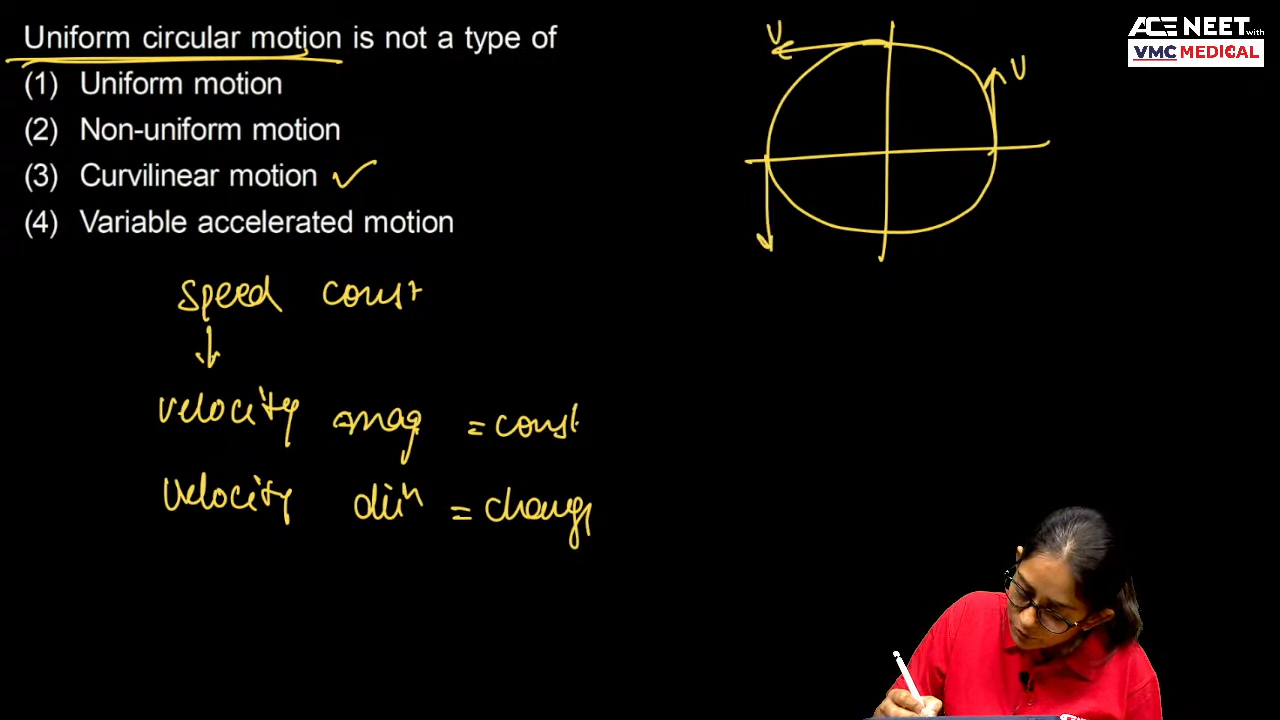 Uniform circular motion is not a type of
(1) Uniform motion
(2) Non-uniform motion
(3) Curvilinear motion ✓
(4) Variable accelerated motion
speed const
↓
velocity mag = const
velocity dirⁿ = change
V
V
ACE NEET with
VMC MEDICAL